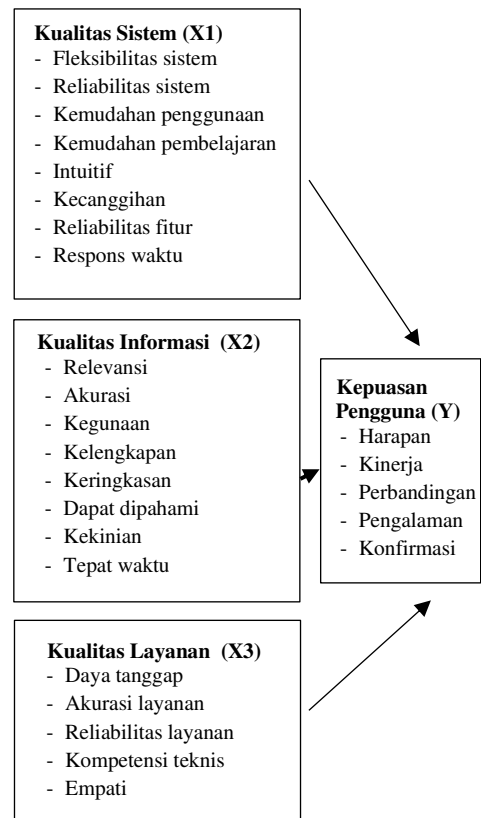 Kualitas Sistem (X1)
- Fleksibilitas sistem
- Reliabilitas sistem
- Kemudahan penggunaan
- Kemudahan pembelajaran
- Intuitif
- Kecanggihan
- Reliabilitas fitur
- Respons waktu
Kualitas Informasi (X2)
- Relevansi
- Akurasi
- Kegunaan
- Kelengkapan
- Keringkasan
- Dapat dipahami
- Kekinian
- Tepat waktu
Kepuasan
Pengguna (Y)
- Harapan
- Kinerja
- Perbandingan
- Pengalaman
- Konfirmasi
Kualitas Layanan (X3)
- Daya tanggap
- Akurasi layanan
- Reliabilitas layanan
- Kompetensi teknis
- Empati